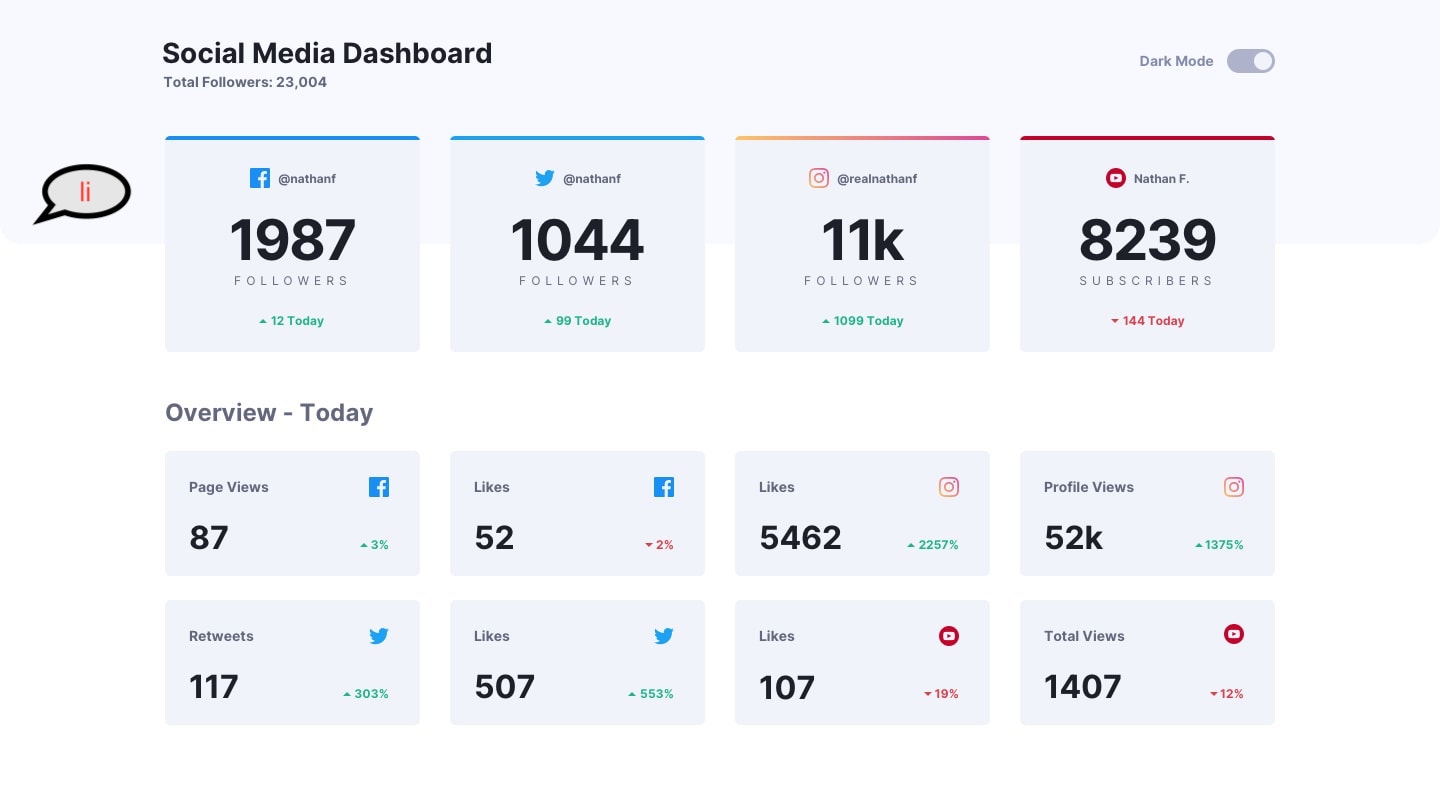 Social Media Dashboard
Total Followers: 23,004
Dark Mode
li
@nathanf
1987
FOLLOWERS
12 Today
@nathanf
1044
FOLLOWERS
99 Today
@realnathanf
11k
FOLLOWERS
1099 Today
Nathan F.
8239
SUBSCRIBERS
144 Today
Overview - Today
Page Views
87
3%
Likes
52
2%
Likes
5462
2257%
Profile Views
52k
1375%
Retweets
117
303%
Likes
507
553%
Likes
107
19%
Total Views
1407
12%